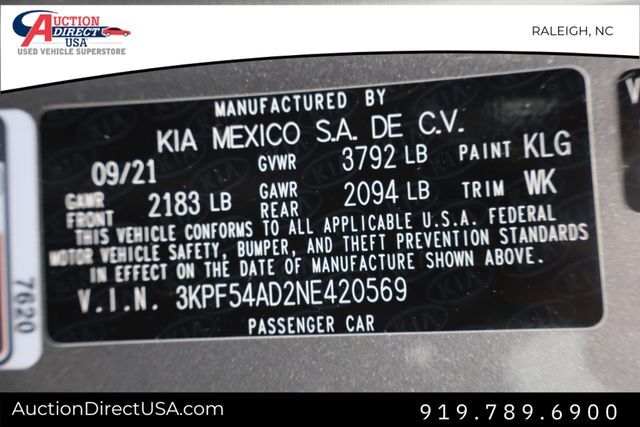 AUCTION
DIRECT
USA
USED VEHICLE SUPERSTORE
RALEIGH, NC
MANUFACTURED BY
KIA MEXICO S.A. DE C.V.
09/21 GVWR 3792 LB PAINT KLG
GAWR FRONT 2183 LB GAWR REAR 2094 LB TRIM WK
THIS VEHICLE CONFORMS TO ALL APPLICABLE U.S.A. FEDERAL
MOTOR VEHICLE SAFETY, BUMPER, AND THEFT PREVENTION STANDARDS
IN EFFECT ON THE DATE OF MANUFACTURE SHOWN ABOVE.
V.I.N. 3KPF54AD2NE420569
PASSENGER CAR
7620
AuctionDirectUSA.com
919.789.6900